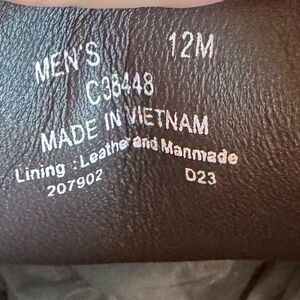 MEN'S 12M
C38448
MADE IN VIETNAM
Lining : Leather and Manmade
207902 D23